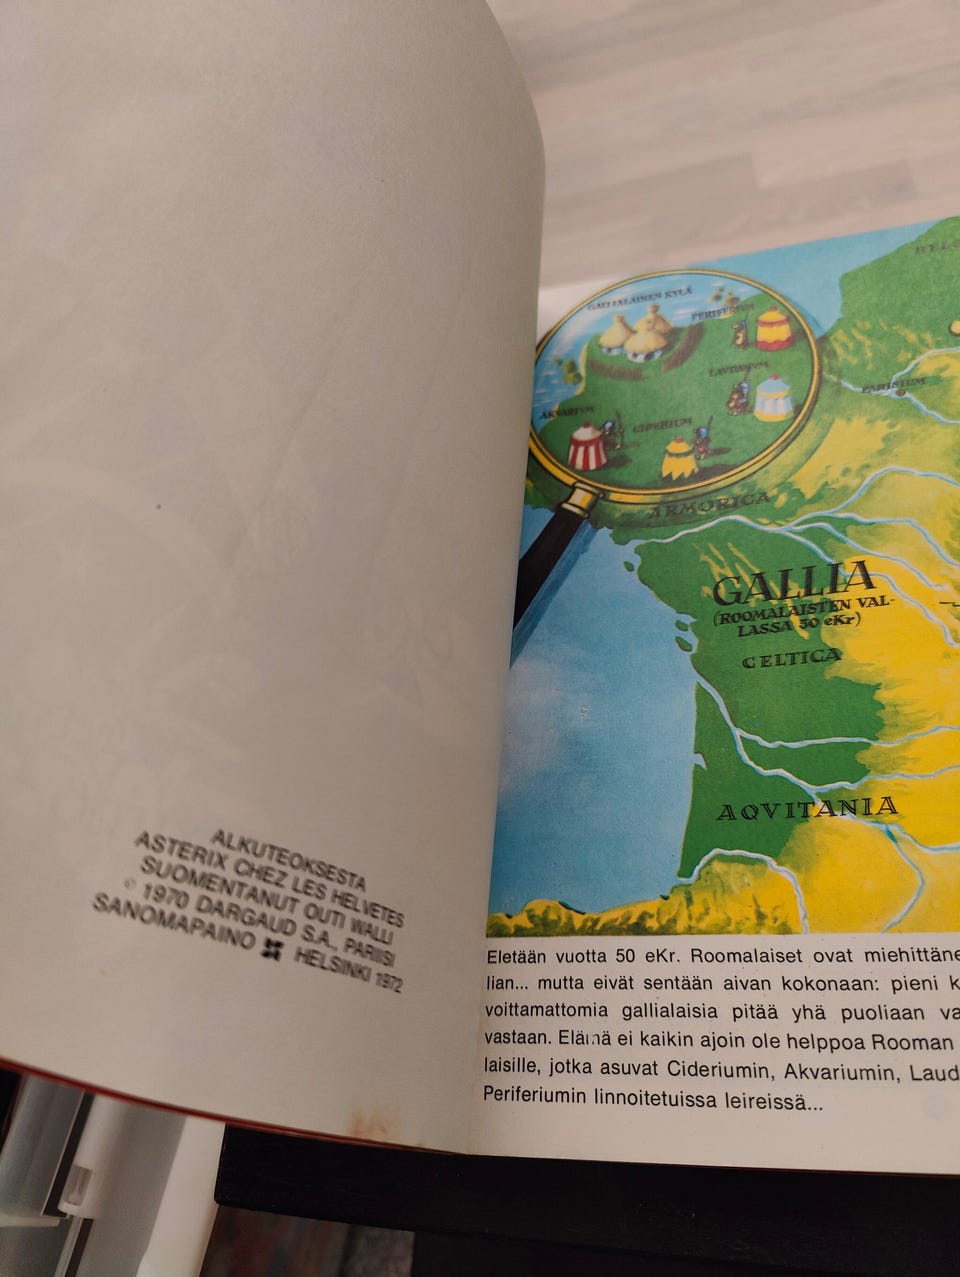 ALKUTEOKSESTA
ASTERIX CHEZ LES HELVETES
SUOMENTANUT OUTI WALLI
© 1970 DARGAUD S.A., PARIISI
SANOMAPAINO HELSINKI 1972
GALLIALAINEN KYLÄ
PERIFERIUM
LAUDANUM
AKVARIUM
CIDERIUM
BELG
PARISIUM
ARMORICA
GALLIA
(ROOMALAISTEN VAL-
LASSA 50 eKr)
CELTICA
AQVITANIA
Eletään vuotta 50 eKr. Roomalaiset ovat miehittäne
lian... mutta eivät sentään aivan kokonaan: pieni k
voittamattomia gallialaisia pitää yhä puoliaan va
vastaan. Elämä ei kaikin ajoin ole helppoa Rooman
laisille, jotka asuvat Cideriumin, Akvariumin, Laud
Periferiumin linnoitetuissa leireissä...